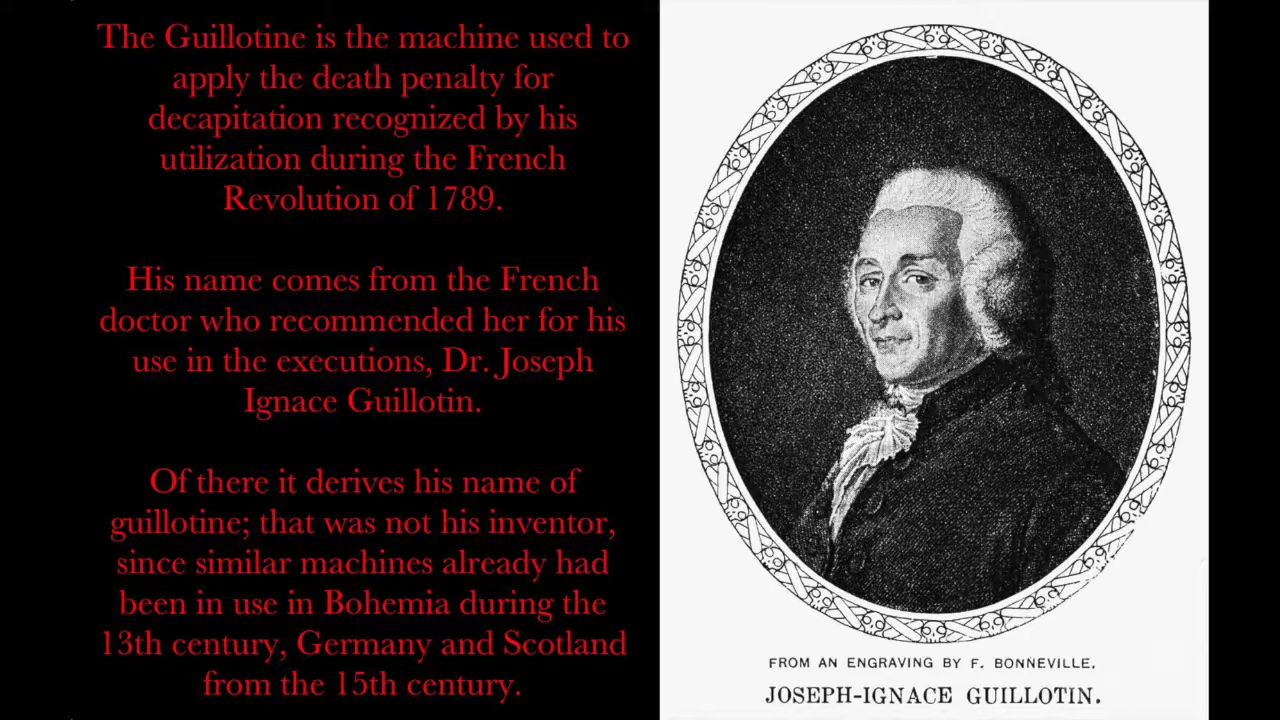 The Guillotine is the machine used to
apply the death penalty for
decapitation recognized by his
utilization during the French
Revolution of 1789.
His name comes from the French
doctor who recommended her for his
use in the executions, Dr. Joseph
Ignace Guillotin.
Of there it derives his name of
guillotine; that was not his inventor,
since similar machines already had
been in use in Bohemia during the
13th century, Germany and Scotland
from the 15th century.
FROM AN ENGRAVING BY F. BONNEVILLE.
JOSEPH-IGNACE GUILLOTIN.